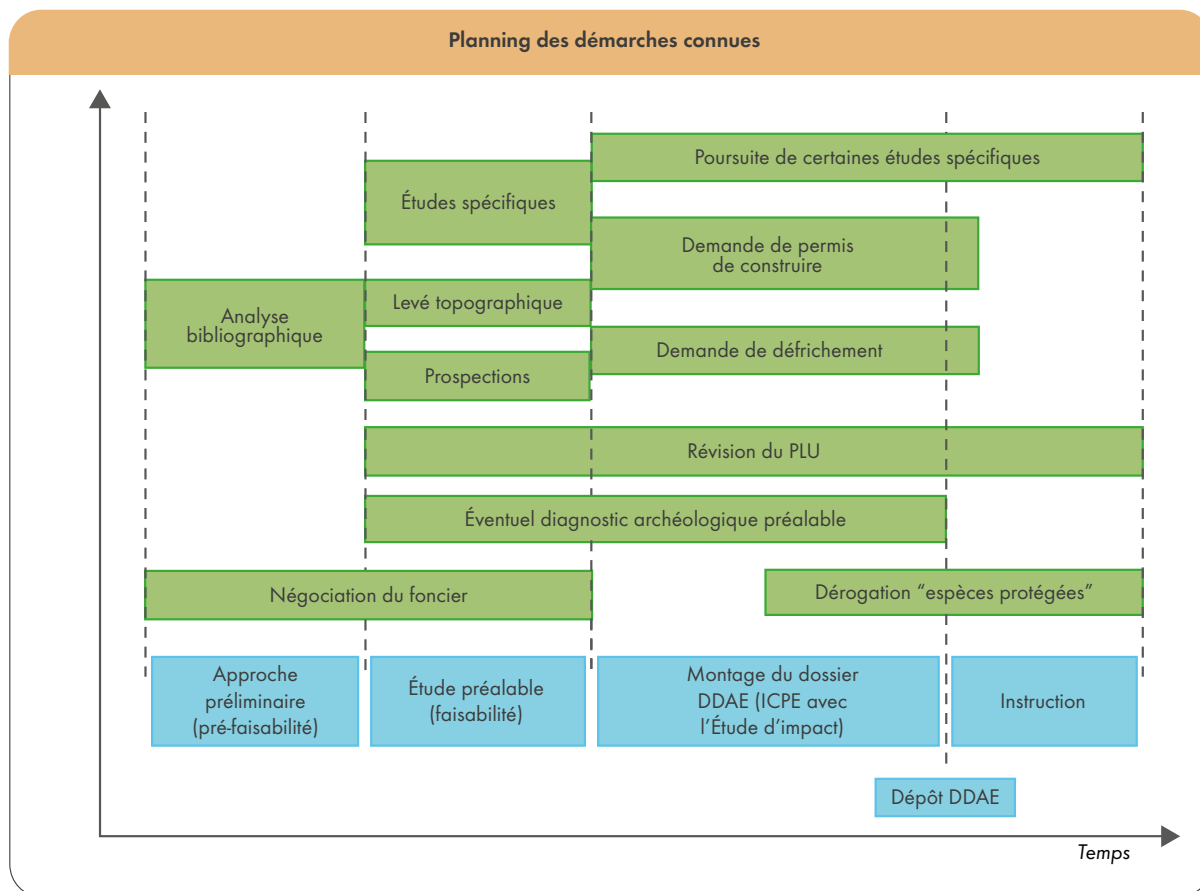 Planning des démarches connues
Poursuite de certaines études spécifiques
Études spécifiques
Demande de permis
de construire
Levé topographique
Analyse
bibliographique
Demande de défrichement
Prospections
Révision du PLU
Éventuel diagnostic archéologique préalable
Négociation du foncier
Dérogation “espèces protégées”
Approche
préliminaire
(pré-faisabilité)
Étude préalable
(faisabilité)
Montage du dossier
DDAE (ICPE avec
l’Étude d’impact)
Instruction
Dépôt DDAE
Temps